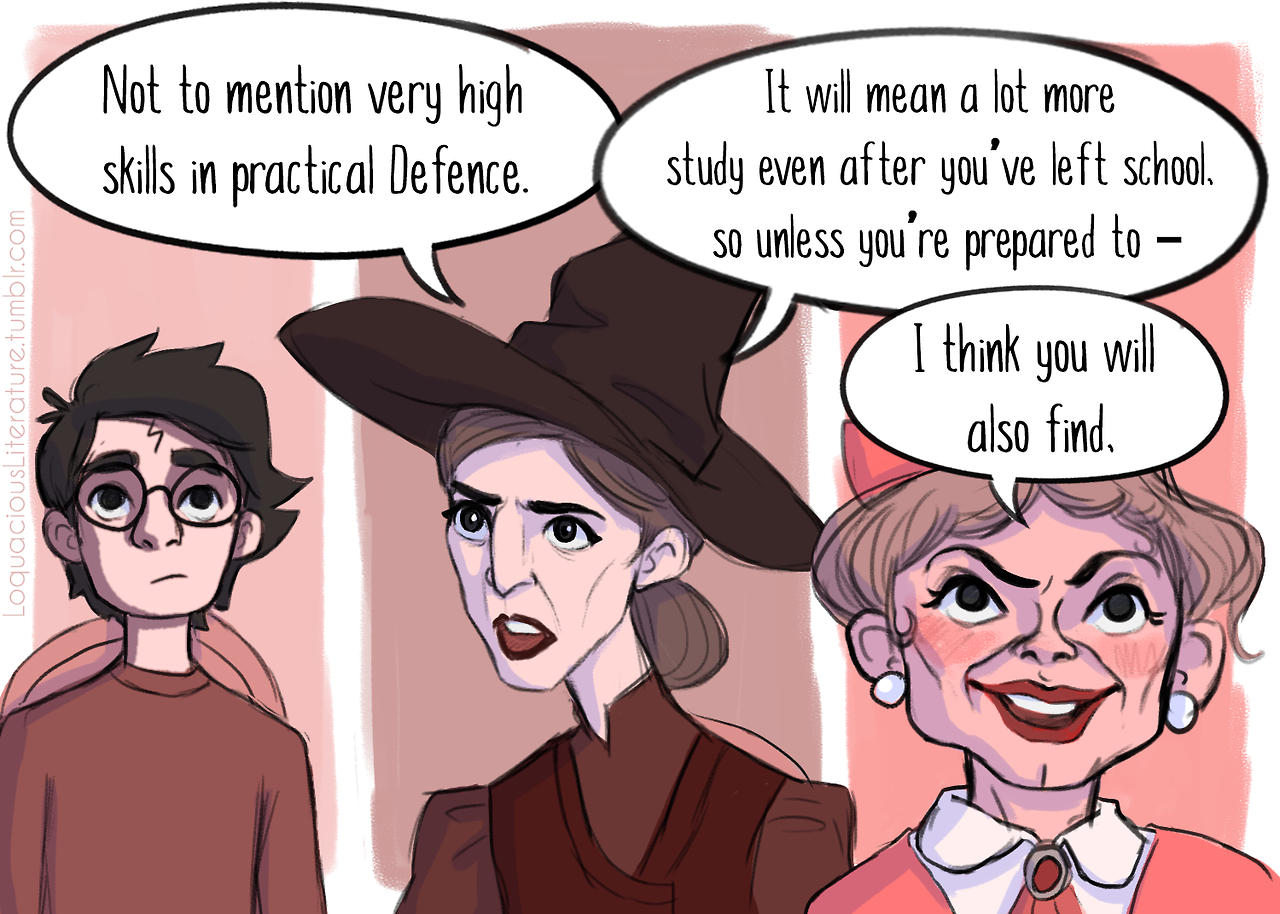 Not to mention very high
skills in practical Defence.
It will mean a lot more
study even after you've left school,
so unless you're prepared to –
I think you will
also find,
LoquaciousLiterature.tumblr.com